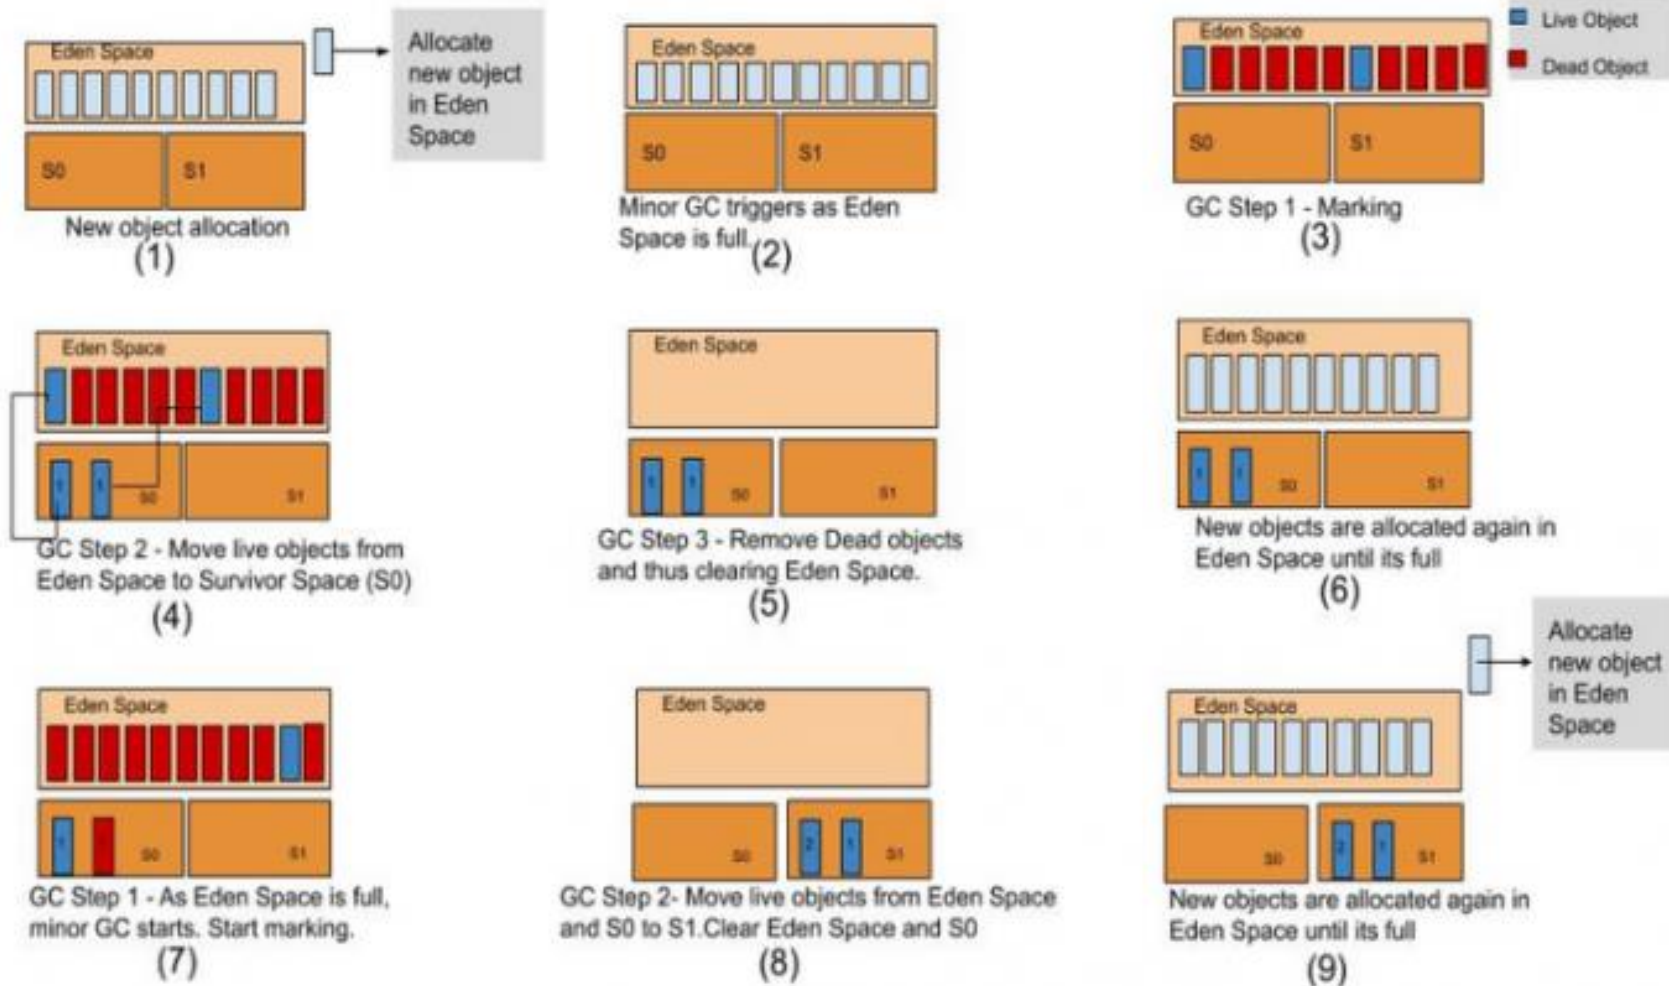 Eden Space
S0
S1
Allocate
new object
in Eden
Space
New object allocation
(1)
Eden Space
S0
S1
Minor GC triggers as Eden
Space is full.
(2)
Eden Space
S0
S1
GC Step 1 - Marking
(3)
Live Object
Dead Object
Eden Space
1
1
S0
S1
GC Step 2 - Move live objects from
Eden Space to Survivor Space (S0)
(4)
Eden Space
1
1
S0
S1
GC Step 3 - Remove Dead objects
and thus clearing Eden Space.
(5)
Eden Space
1
1
S0
S1
New objects are allocated again in
Eden Space until its full
(6)
Eden Space
1
S0
S1
GC Step 1 - As Eden Space is full,
minor GC starts. Start marking.
(7)
Eden Space
S0
2
1
S1
GC Step 2- Move live objects from Eden Space
and S0 to S1.Clear Eden Space and S0
(8)
Allocate
new object
in Eden
Space
Eden Space
S0
2
1
S1
New objects are allocated again in
Eden Space until its full
(9)